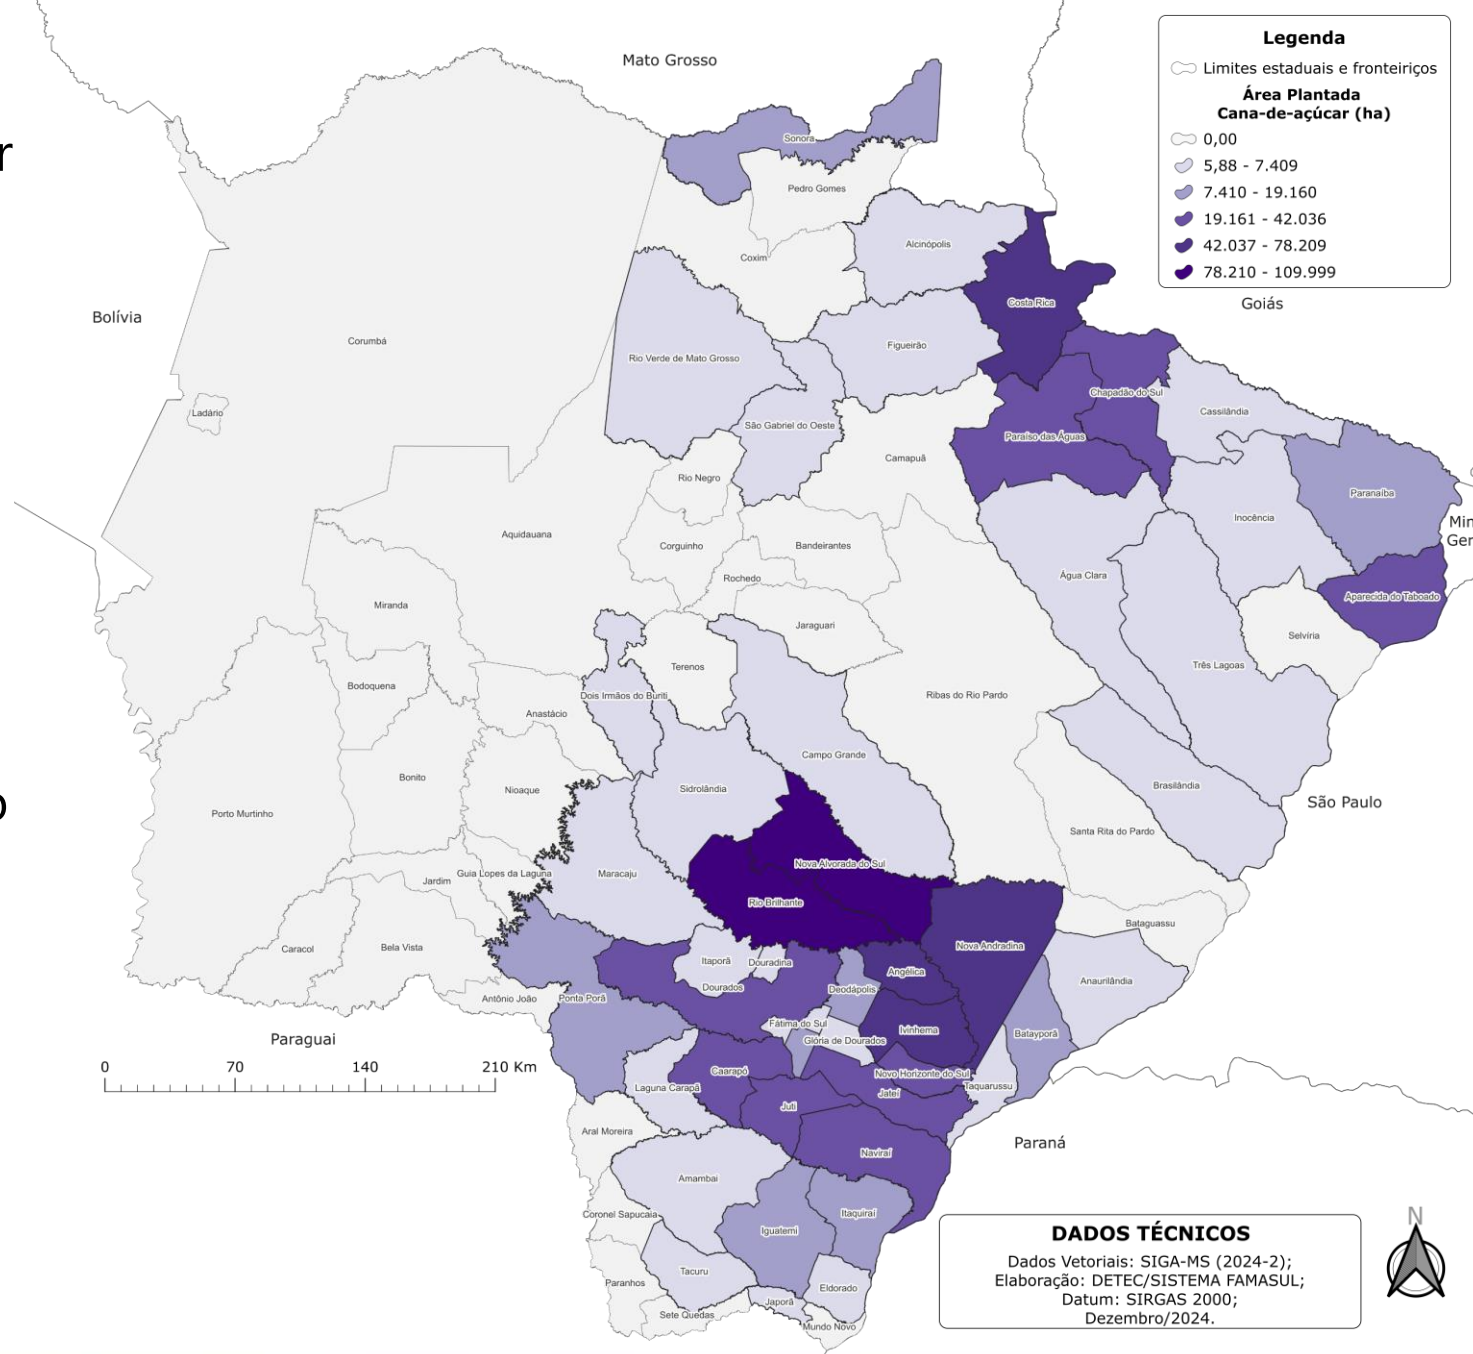 r
o
Mato Grosso
Legenda
Limites estaduais e fronteiriços
Área Plantada
Cana-de-açúcar (ha)
0,00
5,88 - 7.409
7.410 - 19.160
19.161 - 42.036
42.037 - 78.209
78.210 - 109.999
Goiás
Bolívia
Sonora
Pedro Gomes
Alcinópolis
Coxim
Costa Rica
Corumbá
Figueirão
Rio Verde de Mato Grosso
Chapadão do Sul
Ladário
Cassilândia
São Gabriel do Oeste
Paraíso das Águas
Camapuã
Rio Negro
Paranaíba
Inocência
Min
Ger
Aquidauana
Corguinho
Bandeirantes
Rochedo
Água Clara
Aparecida do Taboado
Miranda
Jaraguari
Selvíria
Terenos
Três Lagoas
Bodoquena
Dois Irmãos do Buriti
Ribas do Rio Pardo
Anastácio
Campo Grande
Bonito
Nioaque
Sidrolândia
Brasilândia
São Paulo
Porto Murtinho
Santa Rita do Pardo
Nova Alvorada do Sul
Guia Lopes da Laguna
Maracaju
Jardim
Rio Brilhante
Bataguassu
Caracol
Bela Vista
Nova Andradina
Itaporã
Douradina
Angélica
Anaurilândia
Dourados
Deodápolis
Antônio João
Ponta Porã
Fátima do Sul
Ivinhema
Batayporã
Glória de Dourados
Paraguai
0
70
140
210 Km
Caarapó
Novo Horizonte do Sul
Laguna Carapã
Taquarussu
Jateí
Juti
Aral Moreira
Paraná
Naviraí
Amambai
Coronel Sapucaia
Itaquiraí
Iguatemi
Tacuru
Paranhos
Eldorado
Japorã
Sete Quedas
Mundo Novo
DADOS TÉCNICOS
Dados Vetoriais: SIGA-MS (2024-2);
Elaboração: DETEC/SISTEMA FAMASUL;
Datum: SIRGAS 2000;
Dezembro/2024.
N